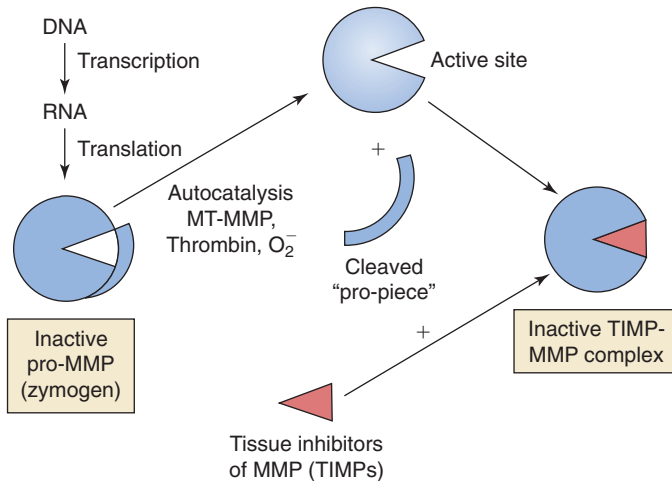 DNA
Transcription
RNA
Translation
Active site
+
Autocatalysis
MT-MMP,
Thrombin, O₂⁻
Cleaved
“pro-piece”
Inactive
pro-MMP
(zymogen)
+
Inactive TIMP-
MMP complex
Tissue inhibitors
of MMP (TIMPs)